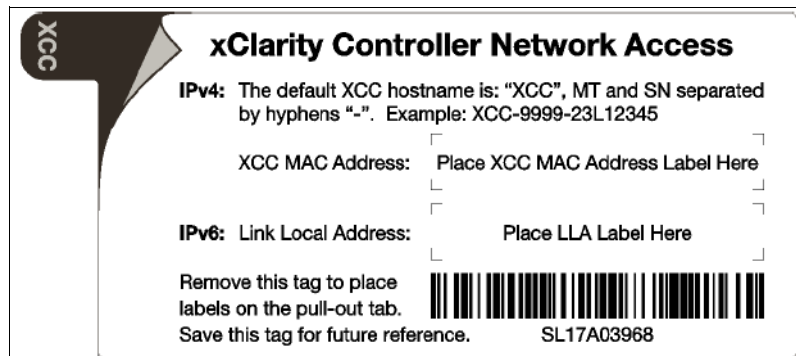 XCC
xClarity Controller Network Access
IPv4: The default XCC hostname is: “XCC”, MT and SN separated
by hyphens “-”. Example: XCC-9999-23L12345
XCC MAC Address: Place XCC MAC Address Label Here
IPv6: Link Local Address: Place LLA Label Here
Remove this tag to place
labels on the pull-out tab.
Save this tag for future reference. SL17A03968